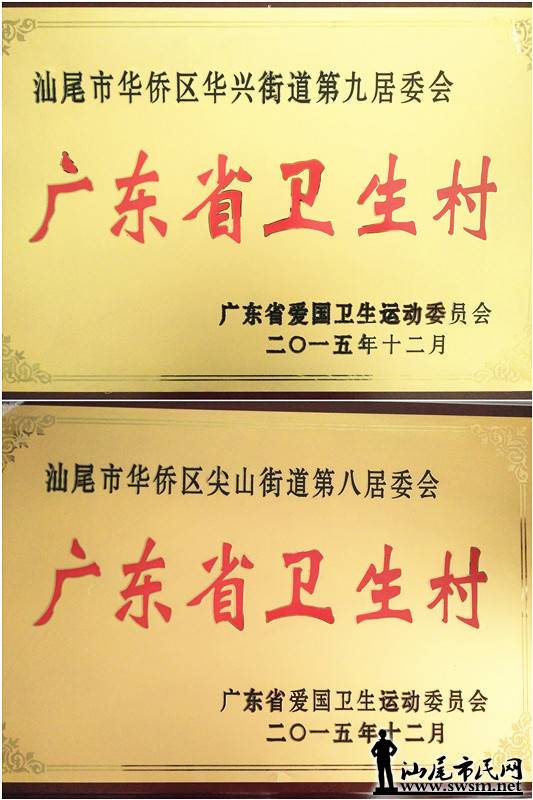 汕尾市华侨区华兴街道第九居委会
广东省卫生村
广东省爱国卫生运动委员会
二〇一五年十二月
汕尾市华侨区尖山街道第八居委会
广东省卫生村
广东省爱国卫生运动委员会
二〇一五年十二月
汕尾市民网
www.swsm.net